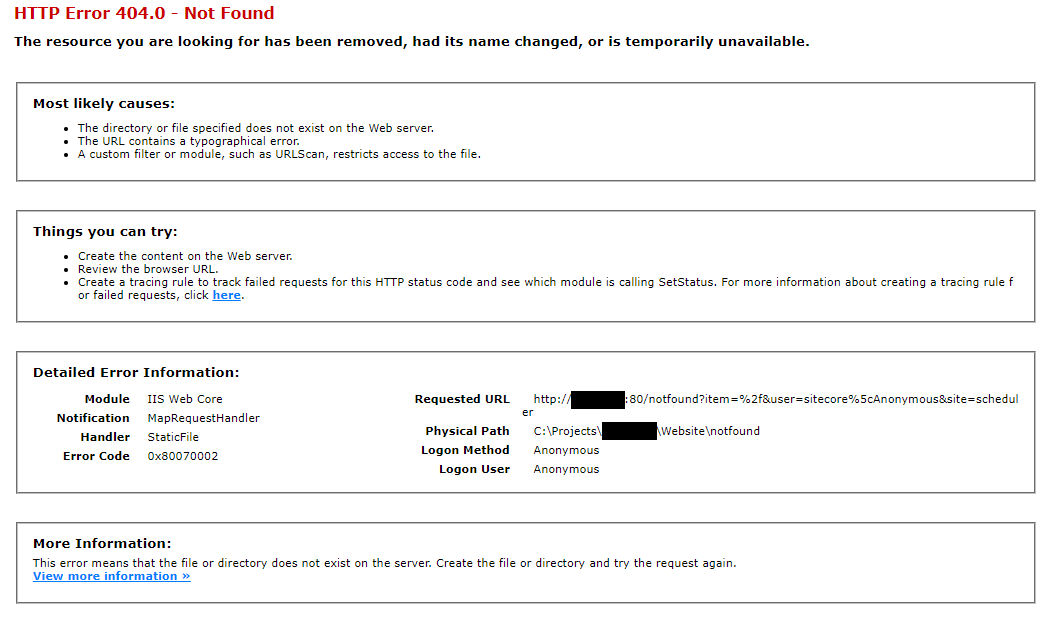 HTTP Error 404.0 - Not Found
The resource you are looking for has been removed, had its name changed, or is temporarily unavailable.
Most likely causes:
• The directory or file specified does not exist on the Web server.
• The URL contains a typographical error.
• A custom filter or module, such as URLScan, restricts access to the file.
Things you can try:
• Create the content on the Web server.
• Review the browser URL.
• Create a tracing rule to track failed requests for this HTTP status code and see which module is calling SetStatus. For more information about creating a tracing rule f
or failed requests, click here.
Detailed Error Information:
Module IIS Web Core
Notification MapRequestHandler
Handler StaticFile
Error Code 0x80070002
Requested URL http://:80/notfound?item=%2f&user=sitecore%5cAnonymous&site=schedul
er
Physical Path C:\Projects\\Website\notfound
Logon Method Anonymous
Logon User Anonymous
More Information:
This error means that the file or directory does not exist on the server. Create the file or directory and try the request again.
View more information »